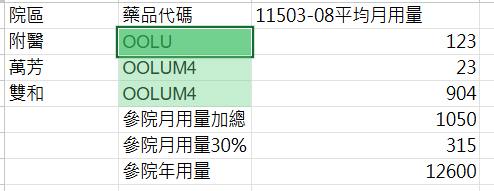 院區 藥品代碼 11503-08平均月用量
附醫 OOLU 123
萬芳 OOLUM4 23
雙和 OOLUM4 904
參院月用量加總 1050
參院月用量30% 315
參院年用量 12600